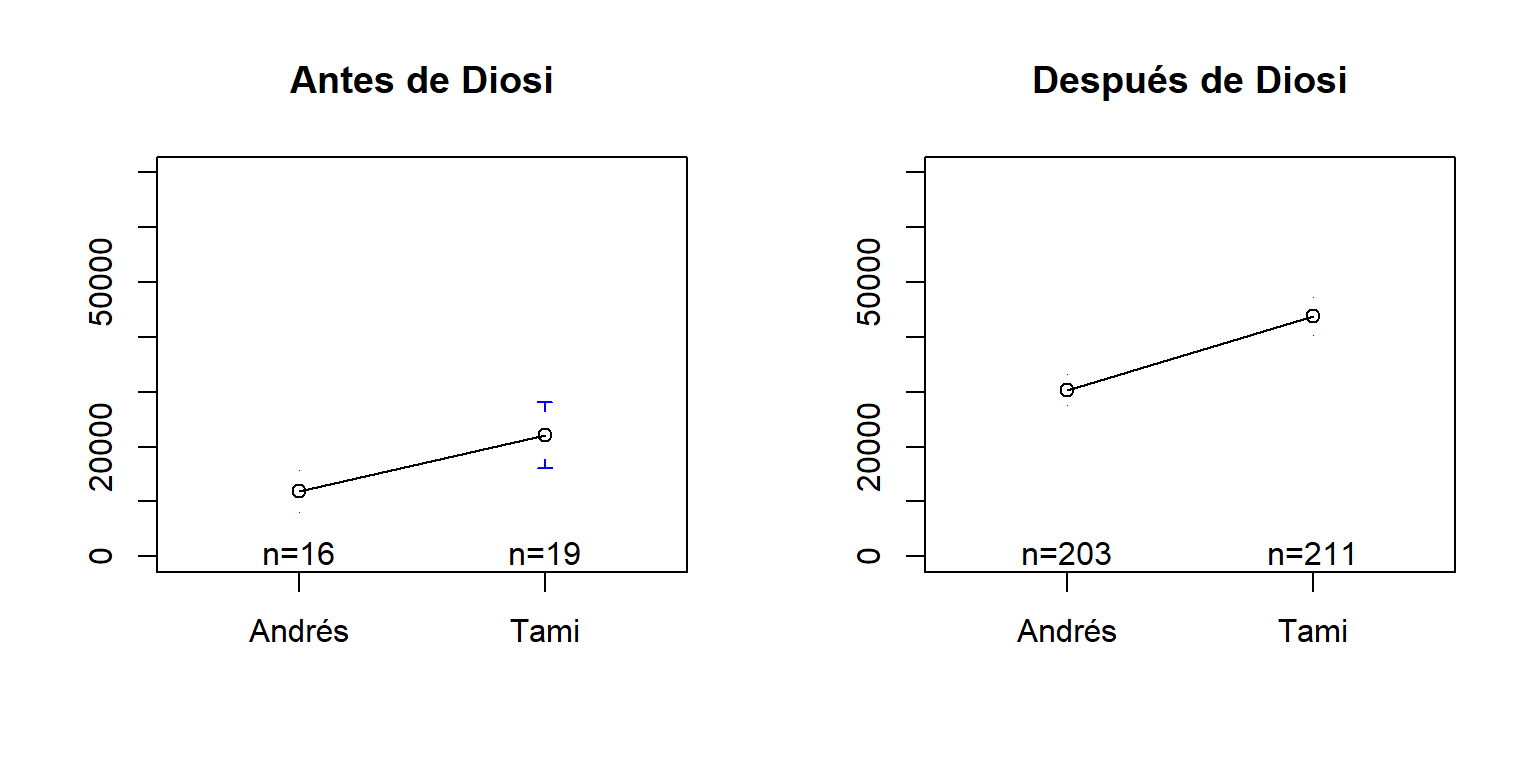 Antes de Diosi
50000
20000
0
n=16
n=19
Andrés
Tami
Después de Diosi
50000
20000
0
n=203
n=211
Andrés
Tami